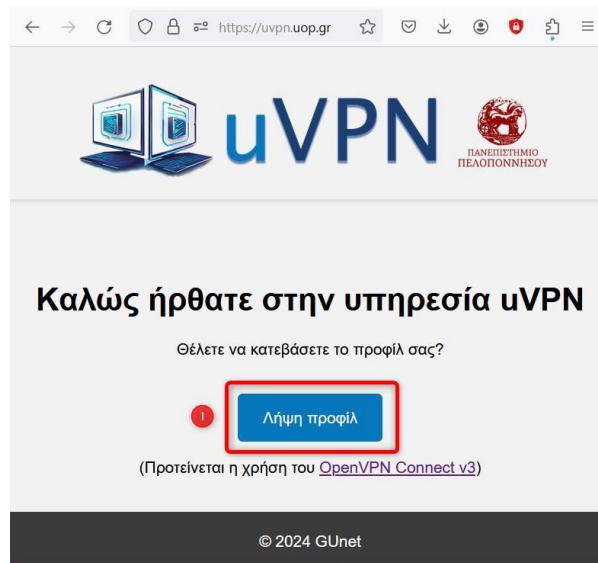 https://uvpn.uop.gr
uVPN
ΠΑΝΕΠΙΣΤΗΜΙΟ
ΠΕΛΟΠΟΝΝΗΣΟΥ
Καλώς ήρθατε στην υπηρεσία uVPN
Θέλετε να κατεβάσετε το προφίλ σας?
1
Λήψη προφίλ
(Προτείνεται η χρήση του OpenVPN Connect v3)
© 2024 GUnet